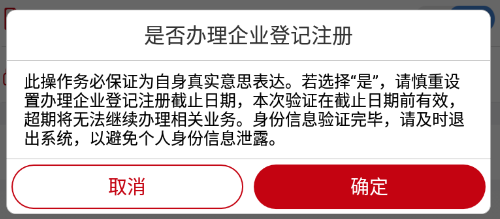 是否办理企业登记注册
此操作务必保证为自身真实意思表达。若选择“是”，请慎重设
置办理企业登记注册截止日期，本次验证在截止日期前有效，
超期将无法继续办理相关业务。身份信息验证完毕，请及时退
出系统，以避免个人身份信息泄露。
取消
确定